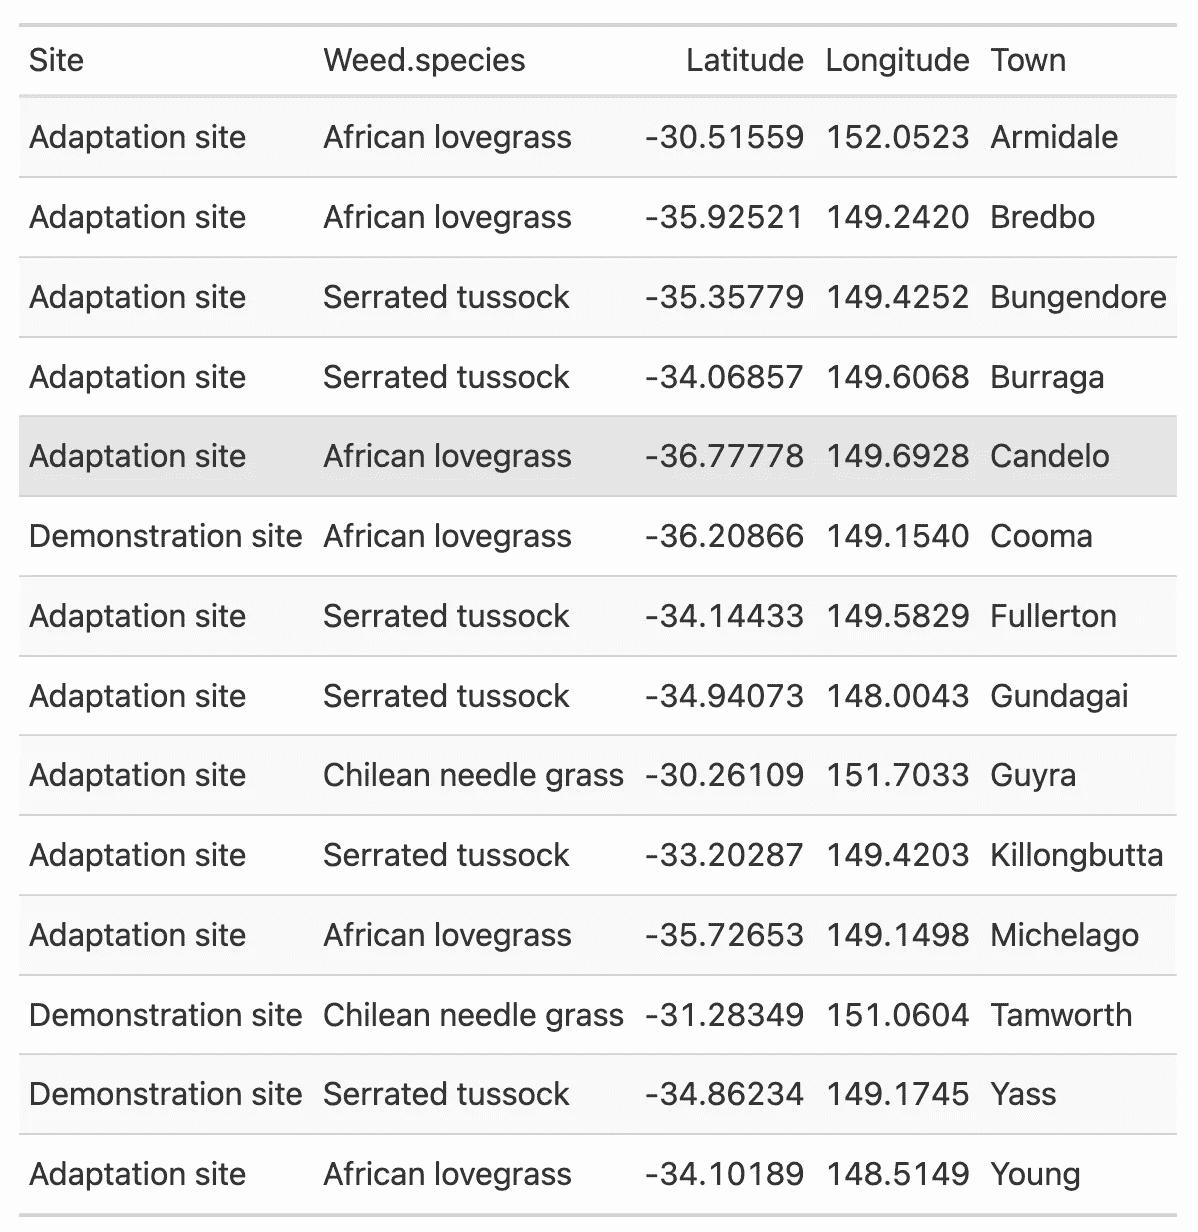 Site Weed.species Latitude Longitude Town
Adaptation site African lovegrass -30.51559 152.0523 Armidale
Adaptation site African lovegrass -35.92521 149.2420 Bredbo
Adaptation site Serrated tussock -35.35779 149.4252 Bungendore
Adaptation site Serrated tussock -34.06857 149.6068 Burraga
Adaptation site African lovegrass -36.77778 149.6928 Candelo
Demonstration site African lovegrass -36.20866 149.1540 Cooma
Adaptation site Serrated tussock -34.14433 149.5829 Fullerton
Adaptation site Serrated tussock -34.94073 148.0043 Gundagai
Adaptation site Chilean needle grass -30.26109 151.7033 Guyra
Adaptation site Serrated tussock -33.20287 149.4203 Killongbutta
Adaptation site African lovegrass -35.72653 149.1498 Michelago
Demonstration site Chilean needle grass -31.28349 151.0604 Tamworth
Demonstration site Serrated tussock -34.86234 149.1745 Yass
Adaptation site African lovegrass -34.10189 148.5149 Young